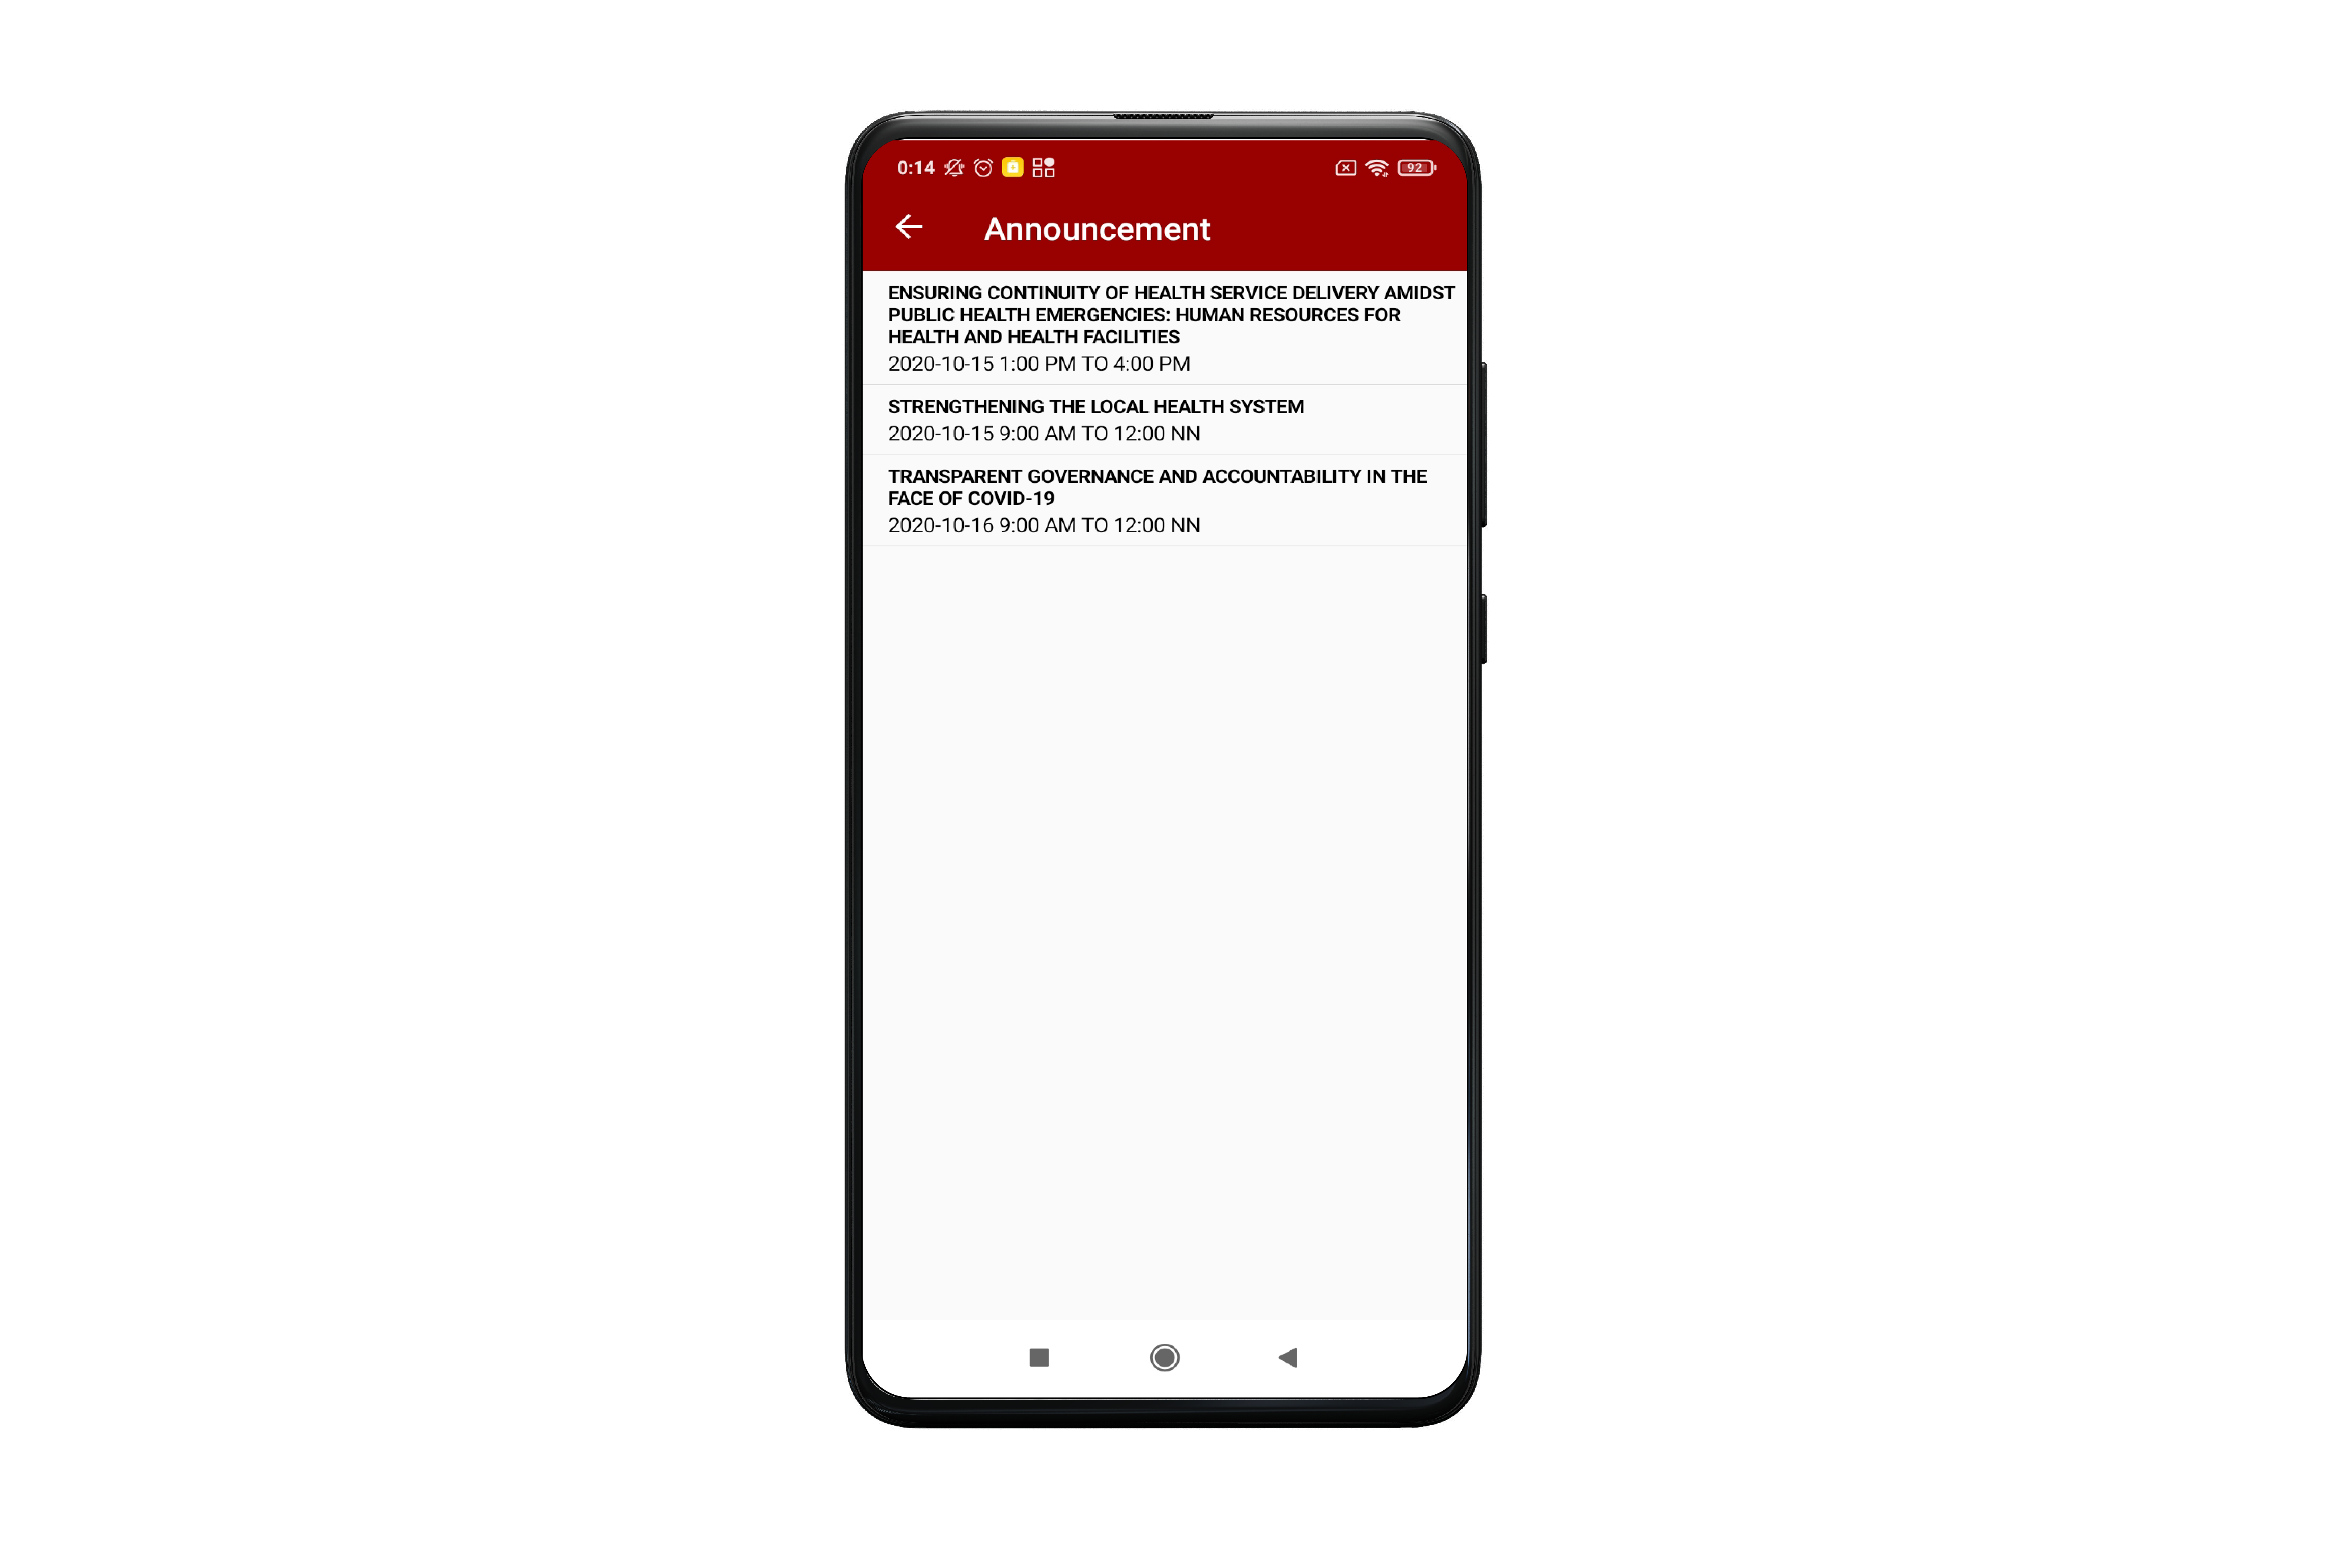 0:14
92
Announcement
ENSURING CONTINUITY OF HEALTH SERVICE DELIVERY AMIDST
PUBLIC HEALTH EMERGENCIES: HUMAN RESOURCES FOR
HEALTH AND HEALTH FACILITIES
2020-10-15 1:00 PM TO 4:00 PM
STRENGTHENING THE LOCAL HEALTH SYSTEM
2020-10-15 9:00 AM TO 12:00 NN
TRANSPARENT GOVERNANCE AND ACCOUNTABILITY IN THE
FACE OF COVID-19
2020-10-16 9:00 AM TO 12:00 NN